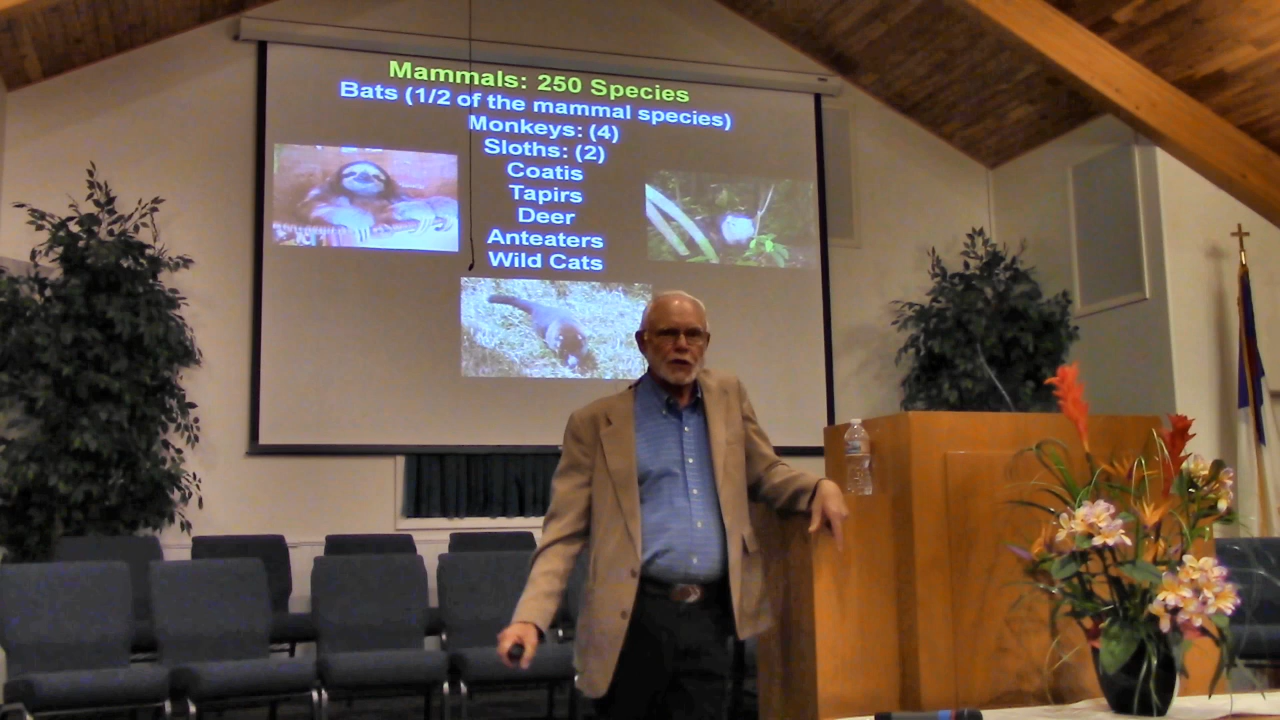 Mammals: 250 Species
Bats (1/2 of the mammal species)
Monkeys: (4)
Sloths: (2)
Coatis
Tapirs
Deer
Anteaters
Wild Cats